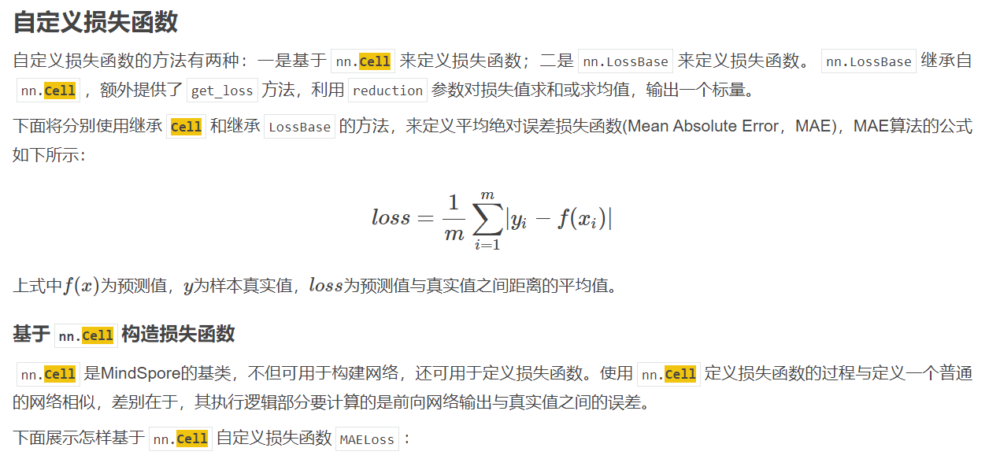 自定义损失函数
自定义损失函数的方法有两种：一是基于 nn.Cell 来定义损失函数；二是 nn.LossBase 来定义损失函数。 nn.LossBase 继承自
nn.Cell ，额外提供了 get_loss 方法，利用 reduction 参数对损失值求和或求均值，输出一个标量。
下面将分别使用继承 Cell 和继承 LossBase 的方法，来定义平均绝对误差损失函数(Mean Absolute Error，MAE)，MAE算法的公式
如下所示：
loss = \frac{1}{m} \sum_{i=1}^{m} |y_i − f(x_i)|
上式中f(x)为预测值，y为样本真实值，loss为预测值与真实值之间距离的平均值。
基于 nn.Cell 构造损失函数
nn.Cell 是MindSpore的基类，不但可用于构建网络，还可用于定义损失函数。使用 nn.Cell 定义损失函数的过程与定义一个普通
的网络相似，差别在于，其执行逻辑部分要计算的是前向网络输出与真实值之间的误差。
下面展示怎样基于 nn.Cell 自定义损失函数 MAELoss ：